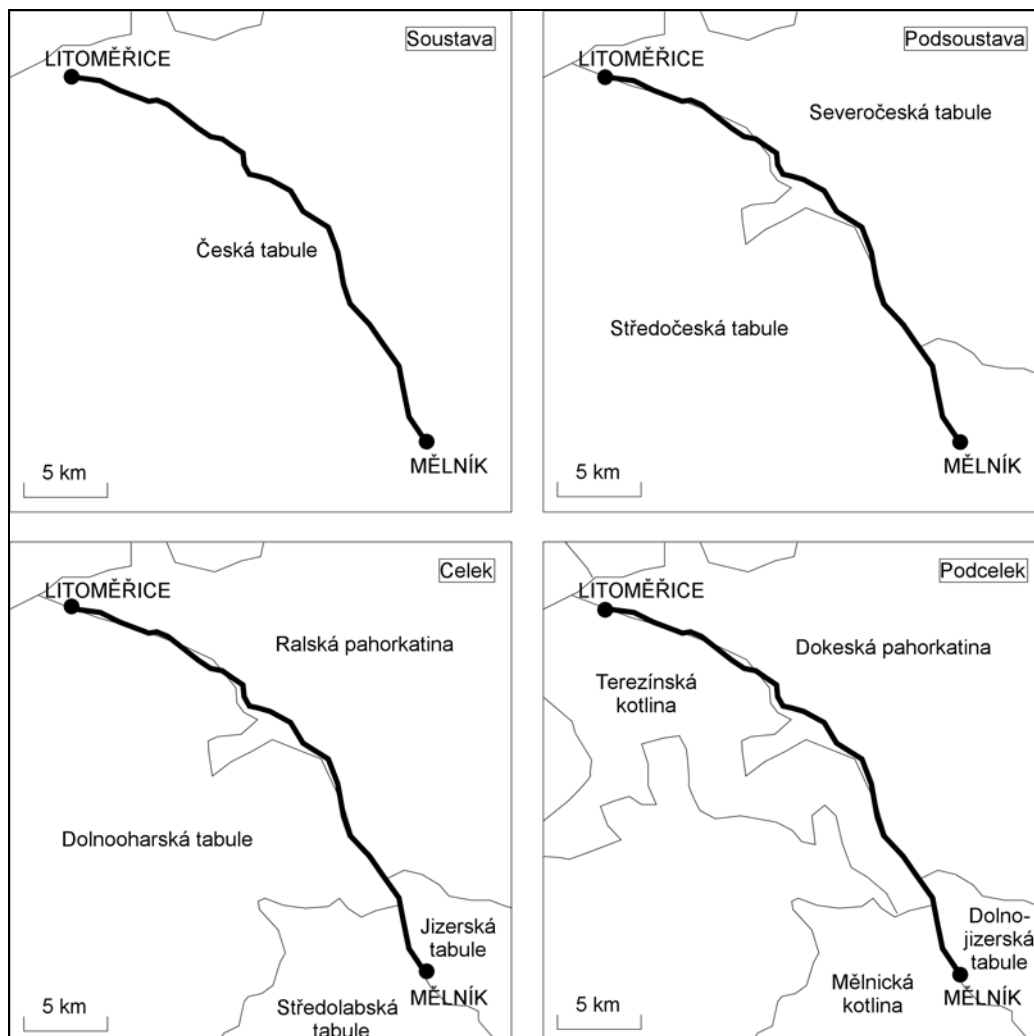 Soustava
LITOMĚŘICE
Česká tabule
MĚLNÍK
5 km
Podsoustava
LITOMĚŘICE
Severočeská tabule
Středočeská tabule
MĚLNÍK
5 km
Celek
LITOMĚŘICE
Ralská pahorkatina
Dolnooharská tabule
Jizerská
tabule
MĚLNÍK
Středolabská
tabule
5 km
Podcelek
LITOMĚŘICE
Dokeská pahorkatina
Terezínská
kotlina
Dolno-
jizerská
tabule
Mělnická
kotlina
MĚLNÍK
5 km